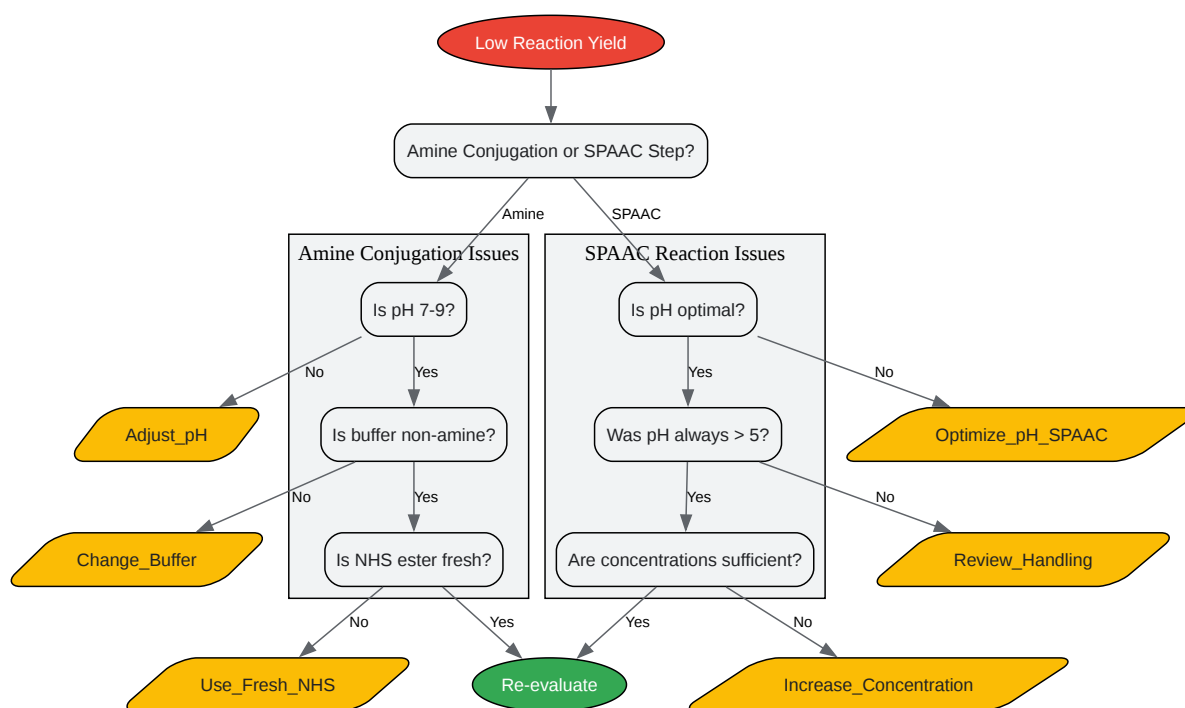 Low Reaction Yield
Amine Conjugation or SPAAC Step?
Amine
SPAAC
Amine Conjugation Issues
SPAAC Reaction Issues
Is pH 7-9?
Is pH optimal?
No
Yes
Yes
No
Adjust_pH
Is buffer non-amine?
Was pH always > 5?
Optimize_pH_SPAAC
No
Yes
Yes
No
Change_Buffer
Is NHS ester fresh?
Are concentrations sufficient?
Review_Handling
No
Yes
Yes
No
Use_Fresh_NHS
Re-evaluate
Increase_Concentration